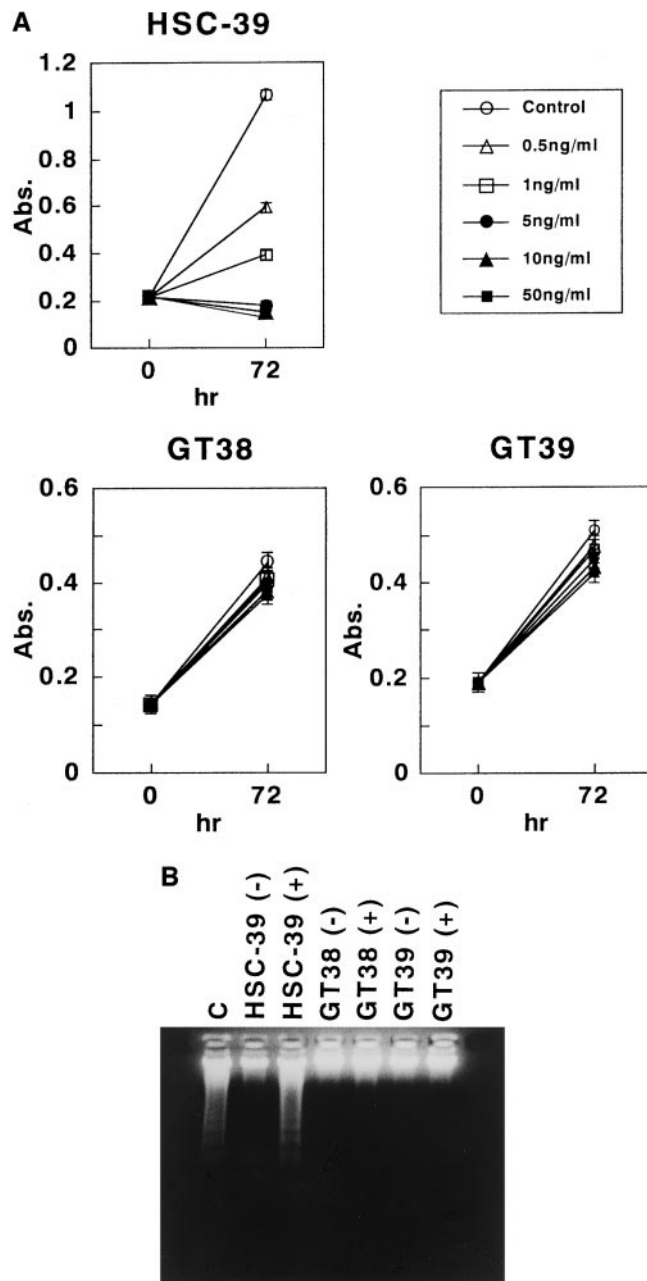 A
HSC-39
1.2
1
0.8
0.6
0.4
0.2
0
Abs.
0 72
hr
Control
0.5ng/ml
1ng/ml
5ng/ml
10ng/ml
50ng/ml
GT38
0.6
0.4
0.2
0
Abs.
0 72
hr
GT39
0.6
0.4
0.2
0
Abs.
0 72
hr
B
C
HSC-39 (-)
HSC-39 (+)
GT38 (-)
GT38 (+)
GT39 (-)
GT39 (+)